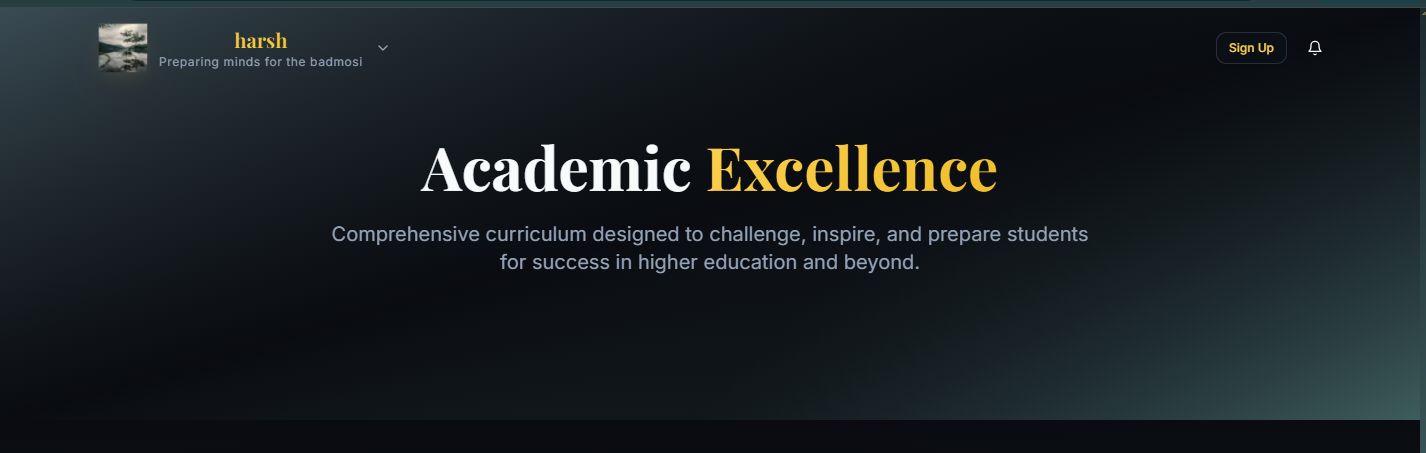 harsh
Preparing minds for the badmosi
Sign Up
Academic Excellence
Comprehensive curriculum designed to challenge, inspire, and prepare students
for success in higher education and beyond.